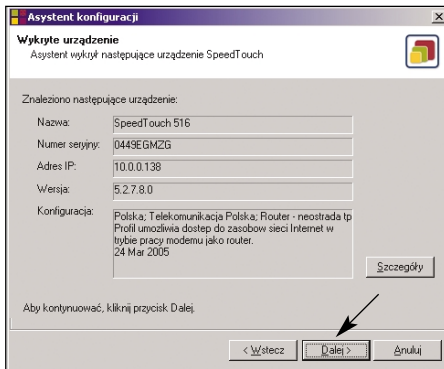 Asystent konfiguracji
Wykryte urządzenie
Asystent wykrył następujące urządzenie SpeedTouch
Znaleziono następujące urządzenie:
Nazwa: SpeedTouch 516
Numer seryjny: 0449EGMZG
Adres IP: 10.0.0.138
Wersja: 5.2.7.8.0
Konfiguracja: Polska; Telekomunikacja Polska; Router - neostrada tp
Profil umozliwia dostep do zasobow sieci Internet w
trybie pracy modemu jako router.
24 Mar 2005
Szczegóły
Aby kontynuować, kliknij przycisk Dalej.
< Wstecz Dalej > Anuluj